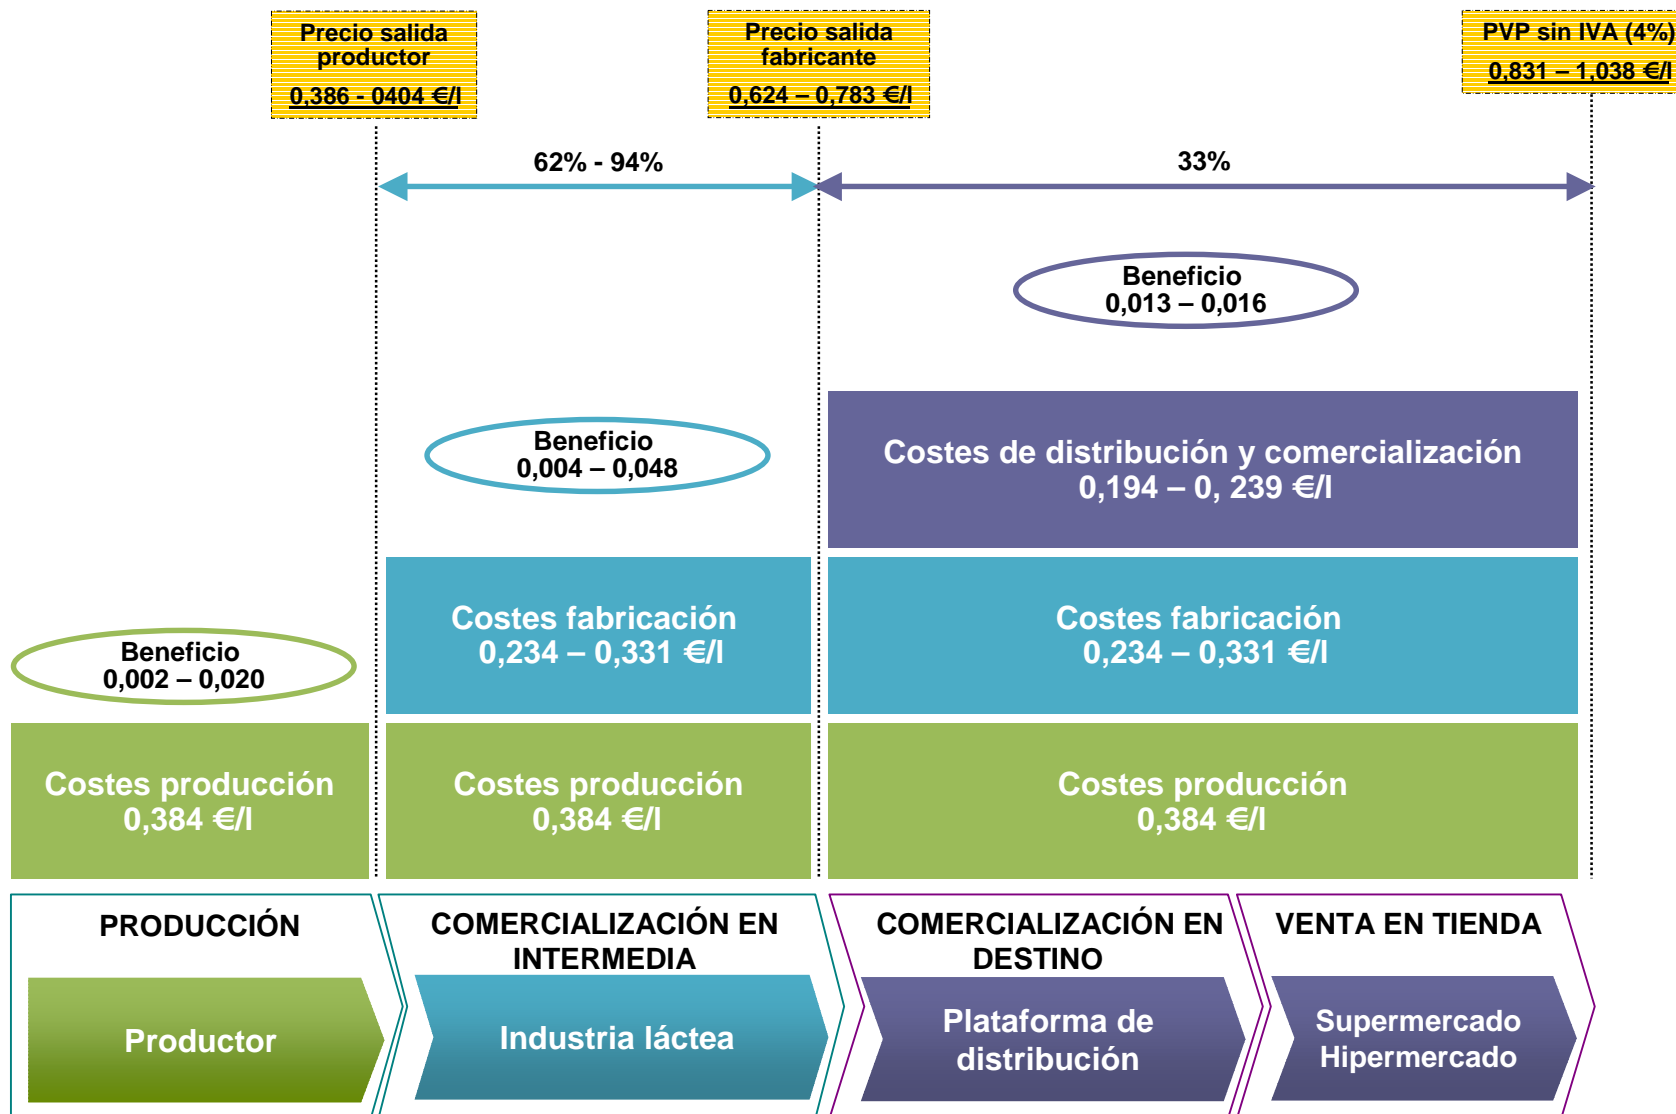 Precio salida
productor
0,386 - 0404 €/l
Precio salida
fabricante
0,624 – 0,783 €/l
PVP sin IVA (4%)
0,831 – 1,038 €/l
62% - 94%
33%
Beneficio
0,013 – 0,016
Beneficio
0,004 – 0,048
Costes de distribución y comercialización
0,194 – 0, 239 €/l
Beneficio
0,002 – 0,020
Costes fabricación
0,234 – 0,331 €/l
Costes fabricación
0,234 – 0,331 €/l
Costes producción
0,384 €/l
Costes producción
0,384 €/l
Costes producción
0,384 €/l
PRODUCCIÓN
COMERCIALIZACIÓN EN
INTERMEDIA
COMERCIALIZACIÓN EN
DESTINO
VENTA EN TIENDA
Productor
Industria láctea
Plataforma de
distribución
Supermercado
Hipermercado